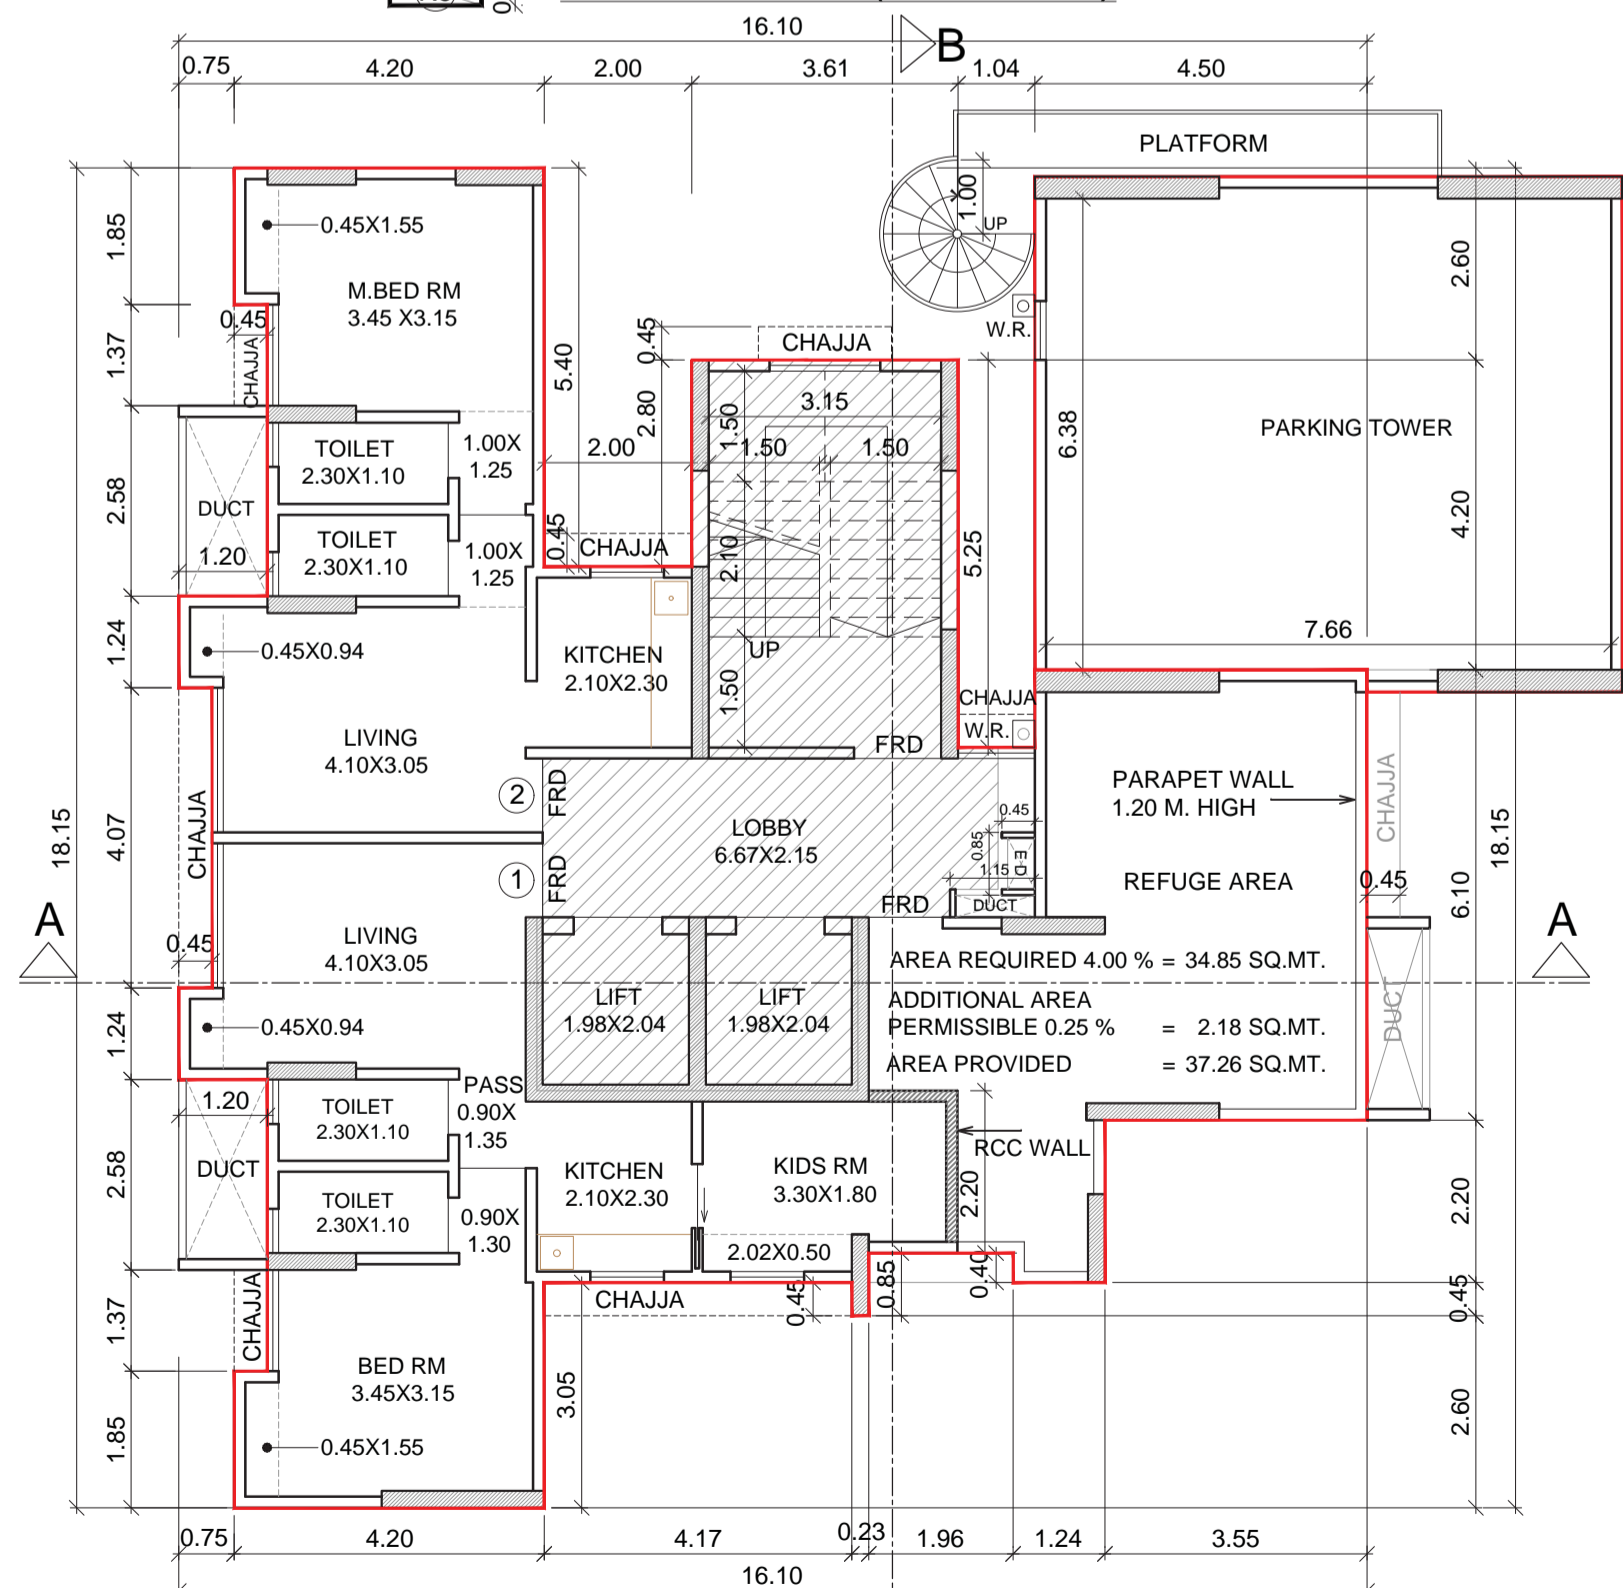 16.10
B
0.75
4.20
2.00
3.61
1.04
4.50
PLATFORM
1.00
UP
1.85
0.45X1.55
M.BED RM
3.45 X3.15
2.60
0.45
W.R.
CHAJJA
0.45
1.37
CHAJJA
5.40
2.80
3.15
1.50
1.50
1.50
6.38
PARKING TOWER
TOILET
2.30X1.10
1.00X
1.25
2.00
2.58
DUCT
4.20
TOILET
2.30X1.10
1.00X
1.25
0.45
CHAJJA
2.10
5.25
1.20
7.66
1.24
0.45X0.94
KITCHEN
2.10X2.30
UP
1.50
CHAJJA
W.R.
FRD
LIVING
4.10X3.05
PARAPET WALL
1.20 M. HIGH
CHAJJA
2
FRD
0.45
18.15
4.07
CHAJJA
LOBBY
6.67X2.15
0.85
E.D
1.15
18.15
1
FRD
REFUGE AREA
0.45
6.10
FRD
DUCT
A
A
0.45
LIVING
4.10X3.05
AREA REQUIRED 4.00 % = 34.85 SQ.MT.
LIFT
1.98X2.04
LIFT
1.98X2.04
ADDITIONAL AREA
PERMISSIBLE 0.25 % = 2.18 SQ.MT.
DUCT
1.24
0.45X0.94
AREA PROVIDED = 37.26 SQ.MT.
PASS
0.90X
1.35
1.20
TOILET
2.30X1.10
RCC WALL
DUCT
2.58
KITCHEN
2.10X2.30
KIDS RM
3.30X1.80
2.20
2.20
TOILET
2.30X1.10
0.90X
1.30
2.02X0.50
0.85
0.40
0.45
CHAJJA
0.45
1.37
CHAJJA
BED RM
3.45X3.15
3.05
2.60
1.85
0.45X1.55
0.75
4.20
4.17
0.23
1.96
1.24
3.55
16.10